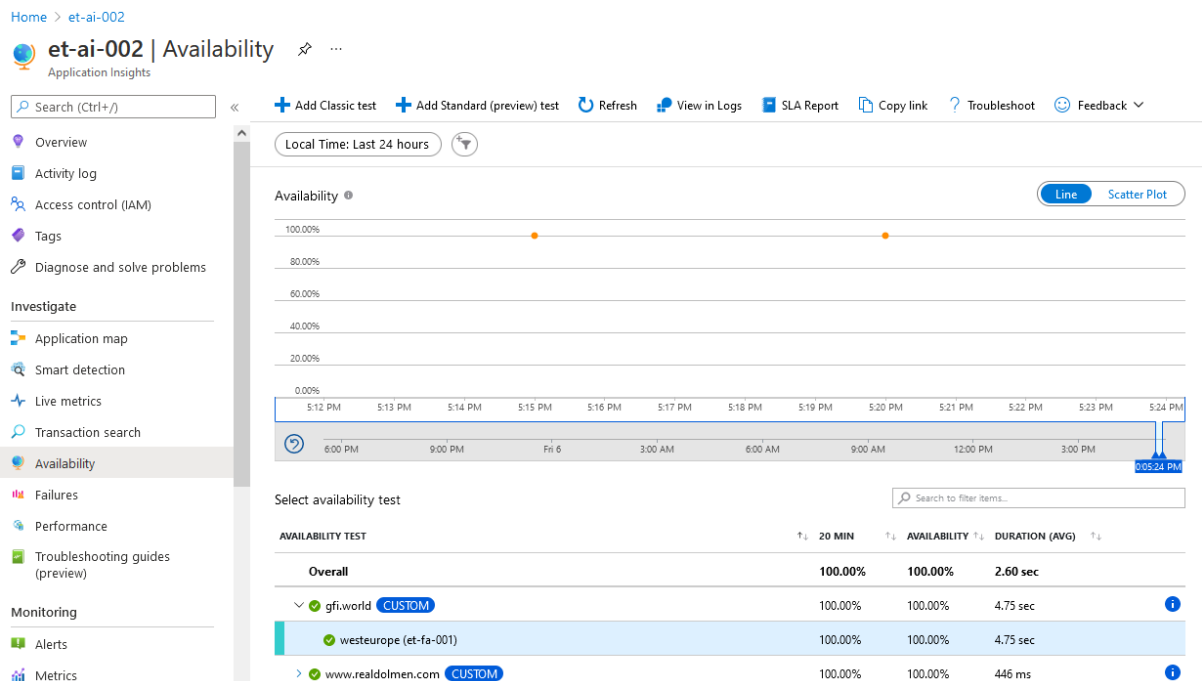 Home > et-ai-002
et-ai-002 | Availability ...
Application Insights
Search (Ctrl+/) «
Overview
Activity log
Access control (IAM)
Tags
Diagnose and solve problems
Investigate
Application map
Smart detection
Live metrics
Transaction search
Availability
Failures
Performance
Troubleshooting guides
(preview)
Monitoring
Alerts
Metrics
Add Classic test Add Standard (preview) test Refresh View in Logs SLA Report Copy link Troubleshoot Feedback
Local Time: Last 24 hours
Availability Line Scatter Plot
100.00%
80.00%
60.00%
40.00%
20.00%
0.00%
5:12 PM 5:13 PM 5:14 PM 5:15 PM 5:16 PM 5:17 PM 5:18 PM 5:19 PM 5:20 PM 5:21 PM 5:22 PM 5:23 PM 5:24 PM
6:00 PM 9:00 PM Fri 6 3:00 AM 6:00 AM 9:00 AM 12:00 PM 3:00 PM
0:05:24 PM
Select availability test Search to filter items...
AVAILABILITY TEST 20 MIN AVAILABILITY DURATION (AVG)
Overall 100.00% 100.00% 2.60 sec
gfi.world CUSTOM 100.00% 100.00% 4.75 sec
westeurope (et-fa-001) 100.00% 100.00% 4.75 sec
www.realdolmen.com CUSTOM 100.00% 100.00% 446 ms